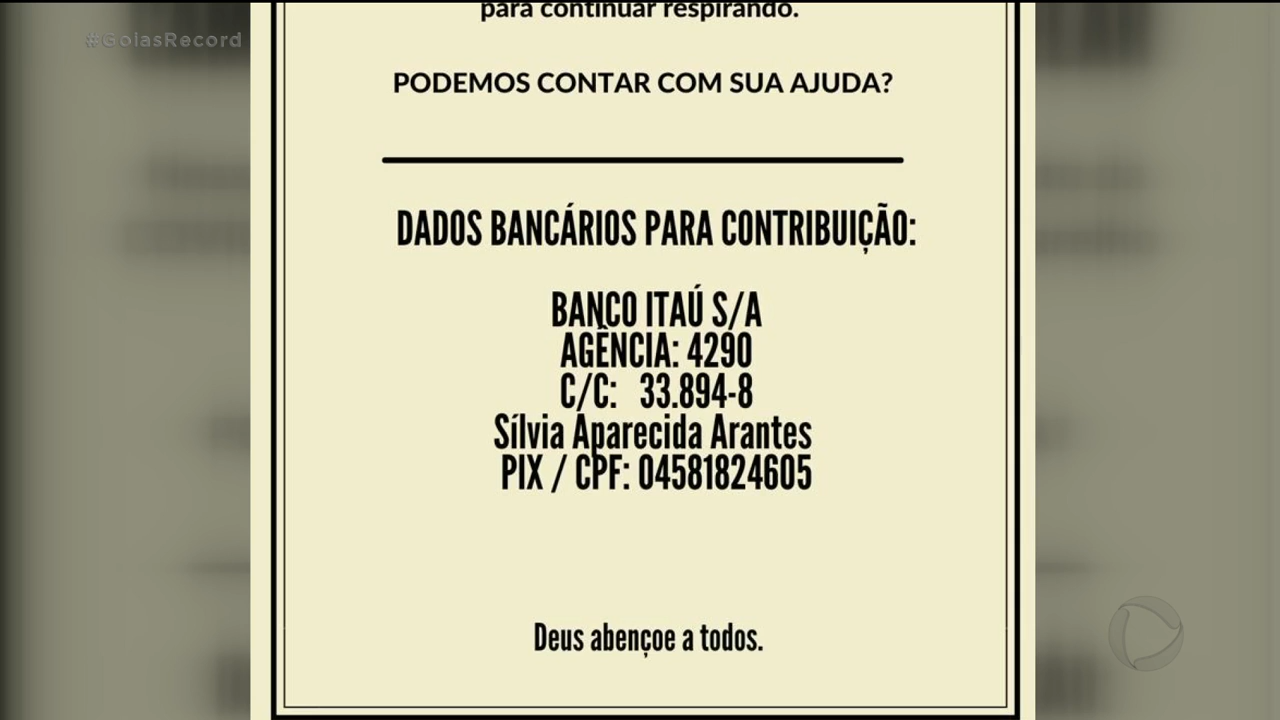 para continuar respirando.
#GoiasRecord
PODEMOS CONTAR COM SUA AJUDA?
DADOS BANCÁRIOS PARA CONTRIBUIÇÃO:
BANCO ITAÚ S/A
AGÊNCIA: 4290
C/C: 33.894-8
Sílvia Aparecida Arantes
PIX / CPF: 04581824605
Deus abençoe a todos.